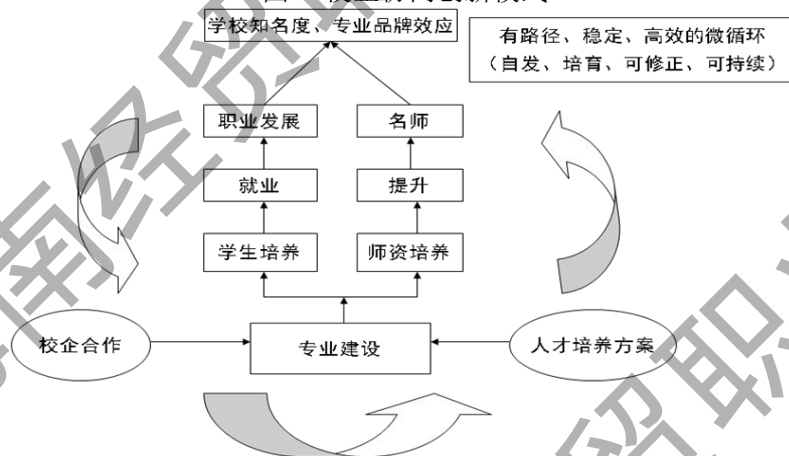 学校知名度、专业品牌效应
有路径、稳定、高效的微循环
（自发、培育、可修正、可持续）
职业发展
名师
就业
提升
学生培养
师资培养
校企合作
专业建设
人才培养方案